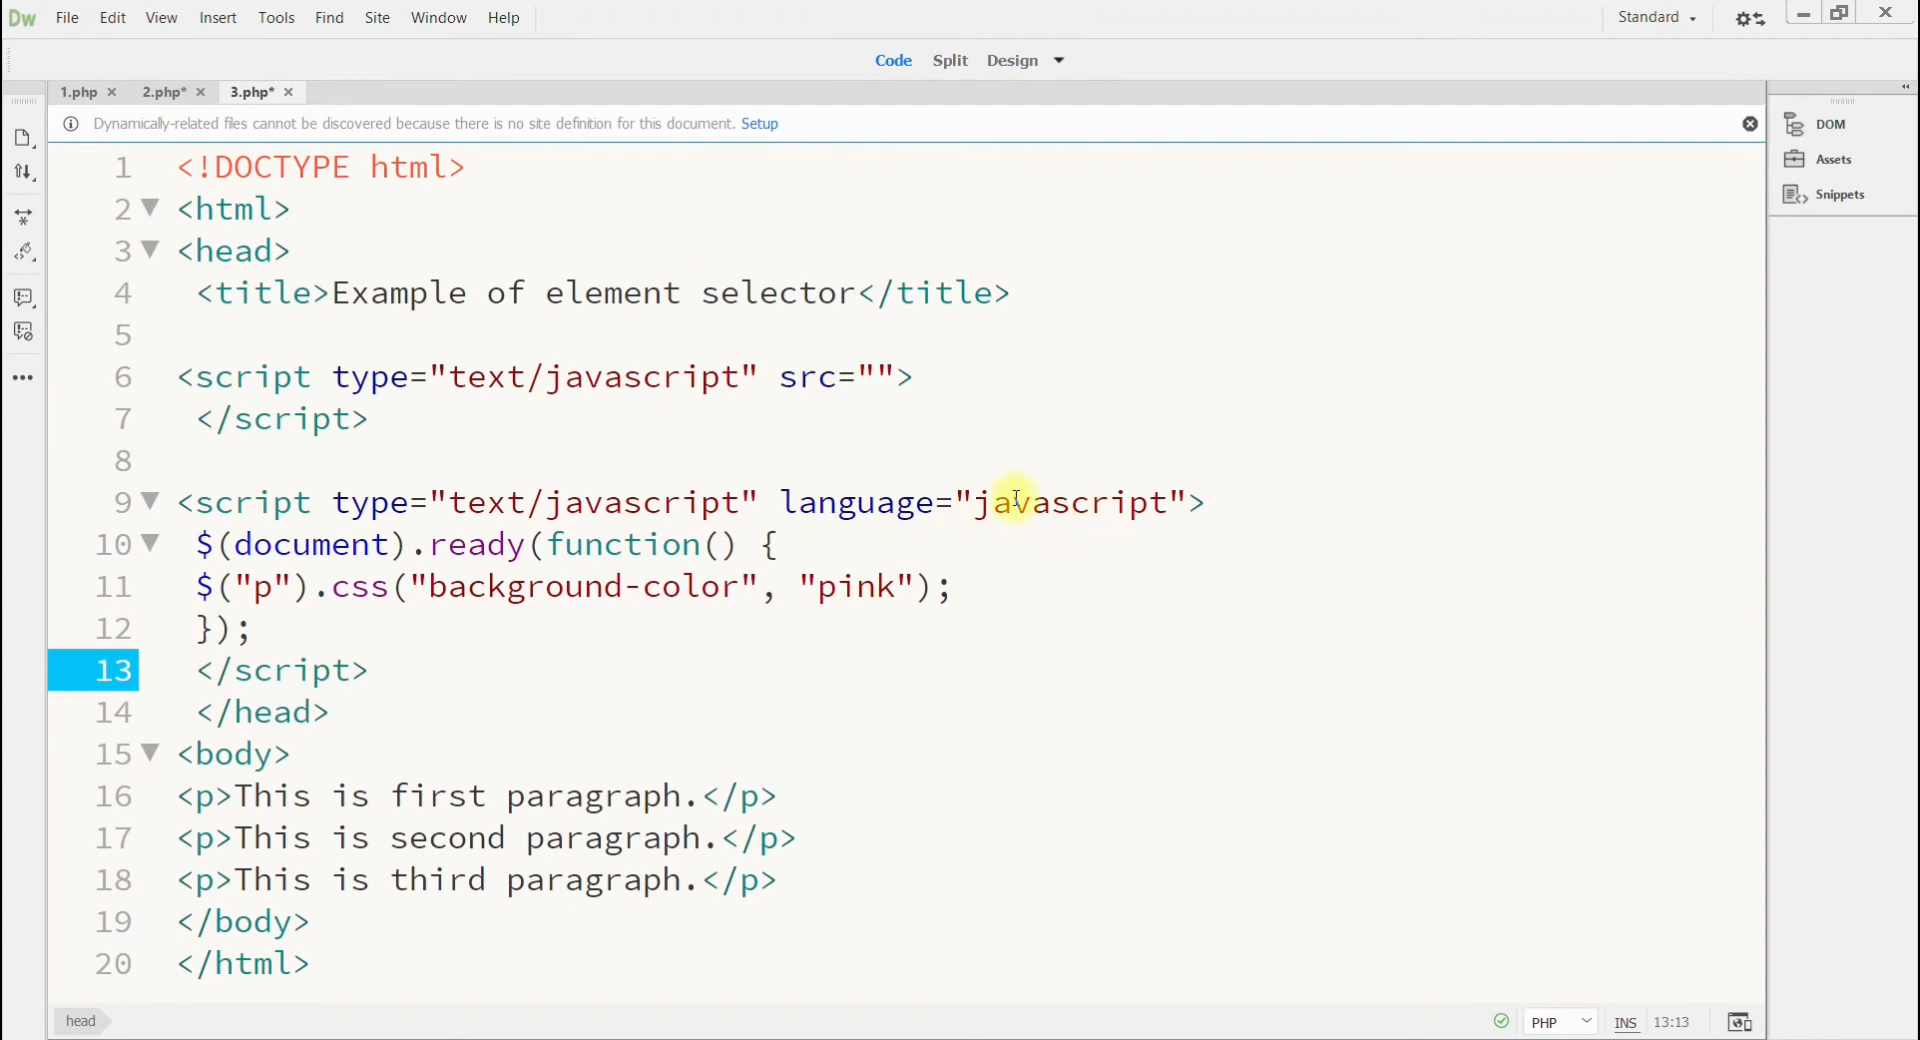 Dw File Edit View Insert Tools Find Site Window Help Standard
Code Split Design
1.php 2.php* 3.php*
Dynamically-related files cannot be discovered because there is no site definition for this document. Setup
DOM
Assets
Snippets
1 <!DOCTYPE html>
2 <html>
3 <head>
4 <title>Example of element selector</title>
5
6 <script type="text/javascript" src="">
7 </script>
8
9 <script type="text/javascript" language="javascript">
10 $(document).ready(function() {
11 $("p").css("background-color", "pink");
12 });
13 </script>
14 </head>
15 <body>
16 <p>This is first paragraph.</p>
17 <p>This is second paragraph.</p>
18 <p>This is third paragraph.</p>
19 </body>
20 </html>
head PHP INS 13:13